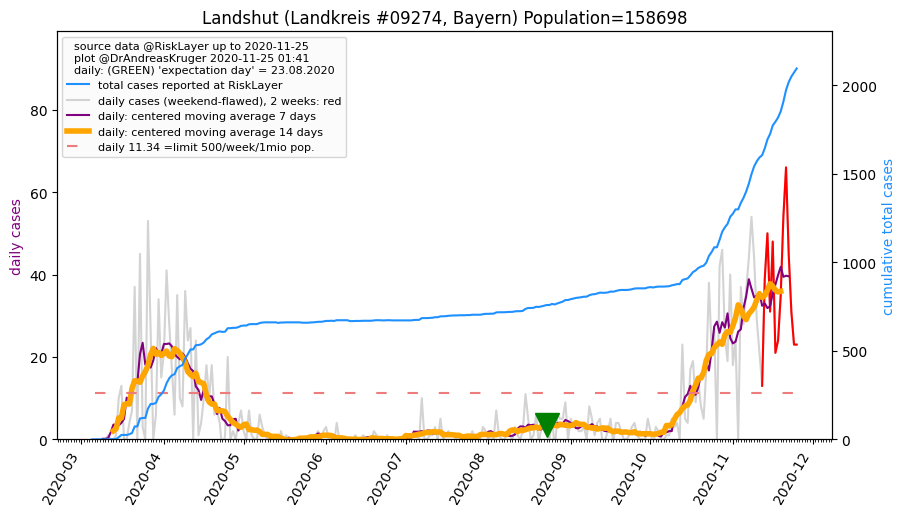 Landshut (Landkreis #09274, Bayern) Population=158698
source data @RiskLayer up to 2020-11-25
plot @DrAndreasKruger 2020-11-25 01:41
daily: (GREEN) 'expectation day' = 23.08.2020
total cases reported at RiskLayer
daily cases (weekend-flawed), 2 weeks: red
daily: centered moving average 7 days
daily: centered moving average 14 days
daily 11.34 =limit 500/week/1mio pop.
daily cases
80
60
40
20
0
cumulative total cases
2000
1500
1000
500
0
2020-03
2020-04
2020-05
2020-06
2020-07
2020-08
2020-09
2020-10
2020-11
2020-12